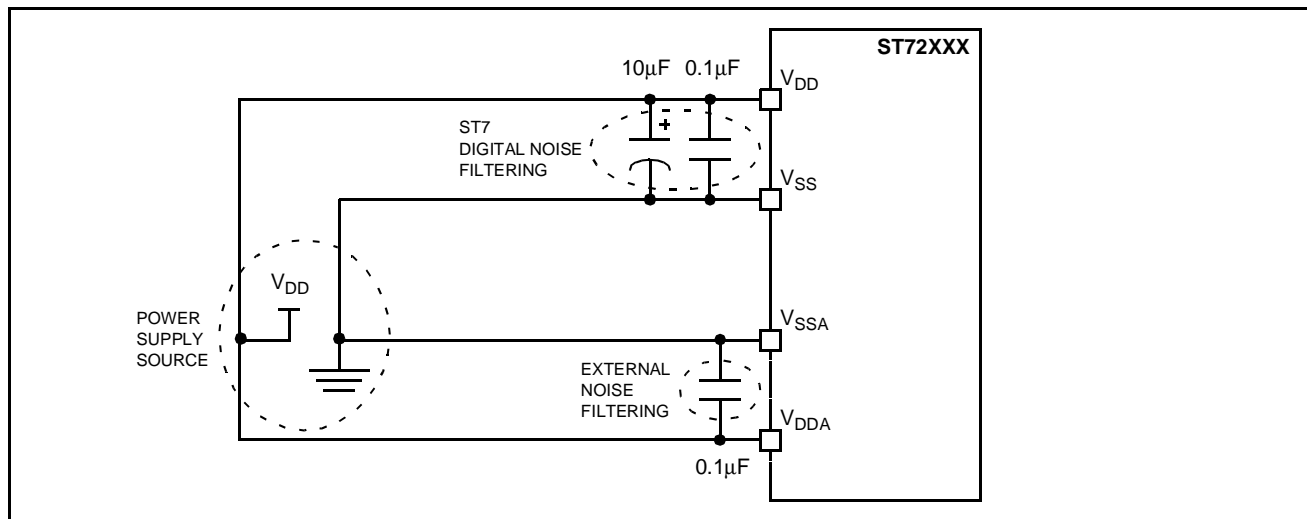 ST72XXX
10μF 0.1μF
VDD
+
ST7
DIGITAL NOISE
FILTERING
VSS
VDD
POWER
SUPPLY
SOURCE
VSSA
EXTERNAL
NOISE
FILTERING
VDDA
0.1μF